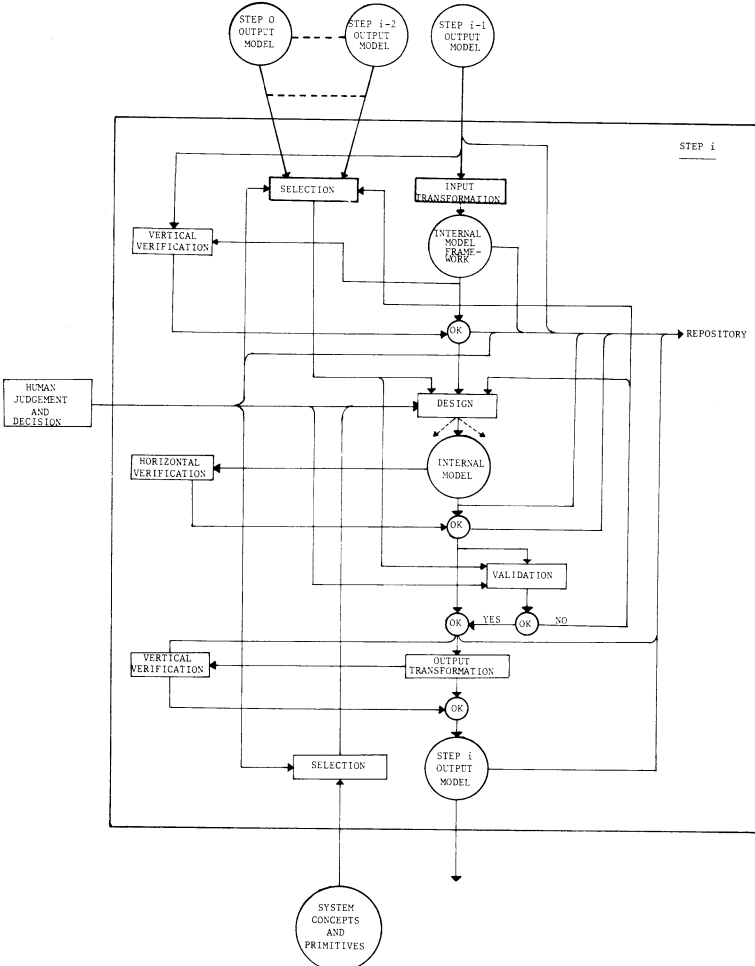 STEP 0
OUTPUT
MODEL
STEP i-2
OUTPUT
MODEL
STEP i-1
OUTPUT
MODEL
STEP i
SELECTION
INPUT
TRANSFORMATION
VERTICAL
VERIFICATION
INTERNAL
MODEL
FRAME-
WORK
OK
REPOSITORY
HUMAN
JUDGEMENT
AND
DECISION
DESIGN
HORIZONTAL
VERIFICATION
INTERNAL
MODEL
OK
VALIDATION
OK
YES
OK
NO
VERTICAL
VERIFICATION
OUTPUT
TRANSFORMATION
OK
SELECTION
STEP i
OUTPUT
MODEL
SYSTEM
CONCEPTS
AND
PRIMITIVES